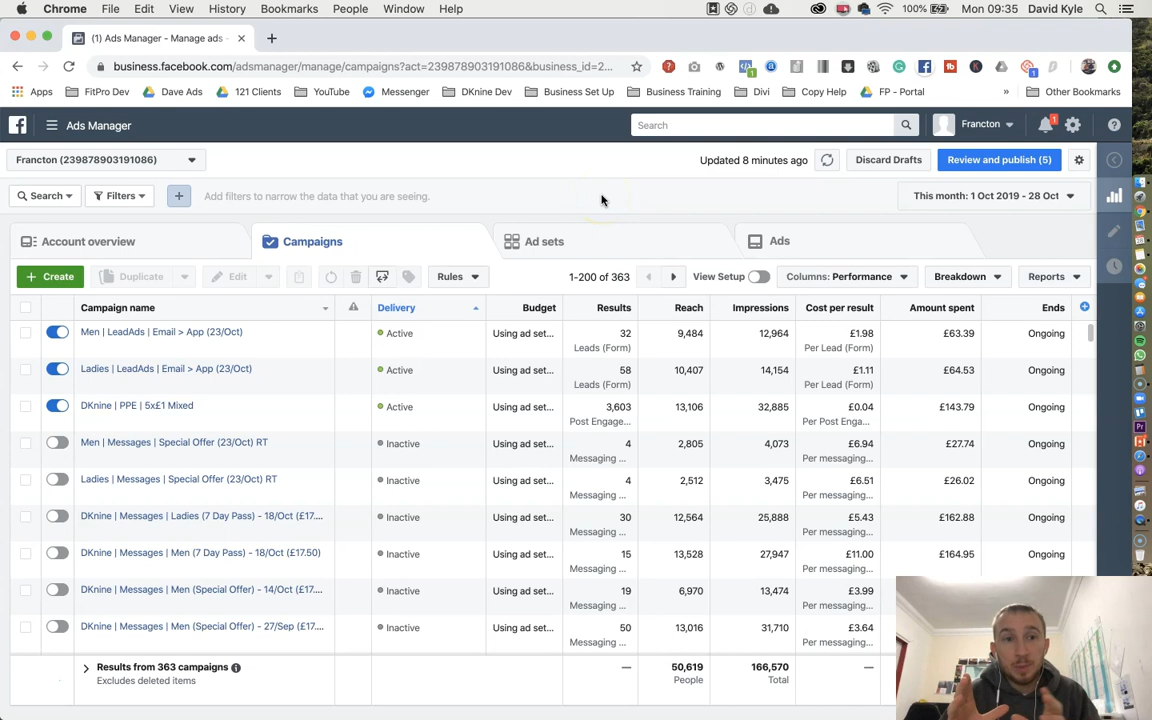 Chrome File Edit View History Bookmarks People Window Help 100% Mon 09:35 David Kyle
(1) Ads Manager - Manage ads -
business.facebook.com/adsmanager/manage/campaigns?act=239878903191086&business_id=2...
Apps FitPro Dev Dave Ads 121 Clients YouTube Messenger DKnine Dev Business Set Up Business Training Divi Copy Help FP - Portal » Other Bookmarks
Ads Manager Search Francton 1
Francton (239878903191086) Updated 8 minutes ago Discard Drafts Review and publish (5)
Search Filters + Add filters to narrow the data that you are seeing. This month: 1 Oct 2019 - 28 Oct
Account overview Campaigns Ad sets Ads
+ Create Duplicate Edit Rules 1-200 of 363 View Setup Columns: Performance Breakdown Reports
Campaign name Delivery Budget Results Reach Impressions Cost per result Amount spent Ends
Men | LeadAds | Email > App (23/Oct) Active Using ad set... 32 9,484 12,964 £1.98 £63.39 Ongoing
Leads (Form) Per Lead (Form)
Ladies | LeadAds | Email > App (23/Oct) Active Using ad set... 58 10,407 14,154 £1.11 £64.53 Ongoing
Leads (Form) Per Lead (Form)
DKnine | PPE | 5x£1 Mixed Active Using ad set... 3,603 13,106 32,885 £0.04 £143.79 Ongoing
Post Engage... Per Post Enga...
Men | Messages | Special Offer (23/Oct) RT Inactive Using ad set... 4 2,805 4,073 £6.94 £27.74 Ongoing
Messaging ... Per messaging...
Ladies | Messages | Special Offer (23/Oct) RT Inactive Using ad set... 4 2,512 3,475 £6.51 £26.02 Ongoing
Messaging ... Per messaging...
DKnine | Messages | Ladies (7 Day Pass) - 18/Oct (£17.... Inactive Using ad set... 30 12,564 25,888 £5.43 £162.88 Ongoing
Messaging ... Per messaging...
DKnine | Messages | Men (7 Day Pass) - 18/Oct (£17.50) Inactive Using ad set... 15 13,528 27,947 £11.00 £164.95 Ongoing
Messaging ... Per messaging...
DKnine | Messages | Men (Special Offer) - 14/Oct (£17.... Inactive Using ad set... 19 6,970 13,474 £3.99
Messaging ... Per messaging...
DKnine | Messages | Men (Special Offer) - 27/Sep (£17.... Inactive Using ad set... 50 13,016 31,710 £3.64
Messaging ... Per messaging...
Results from 363 campaigns — 50,619 166,570 —
Excludes deleted items People Total